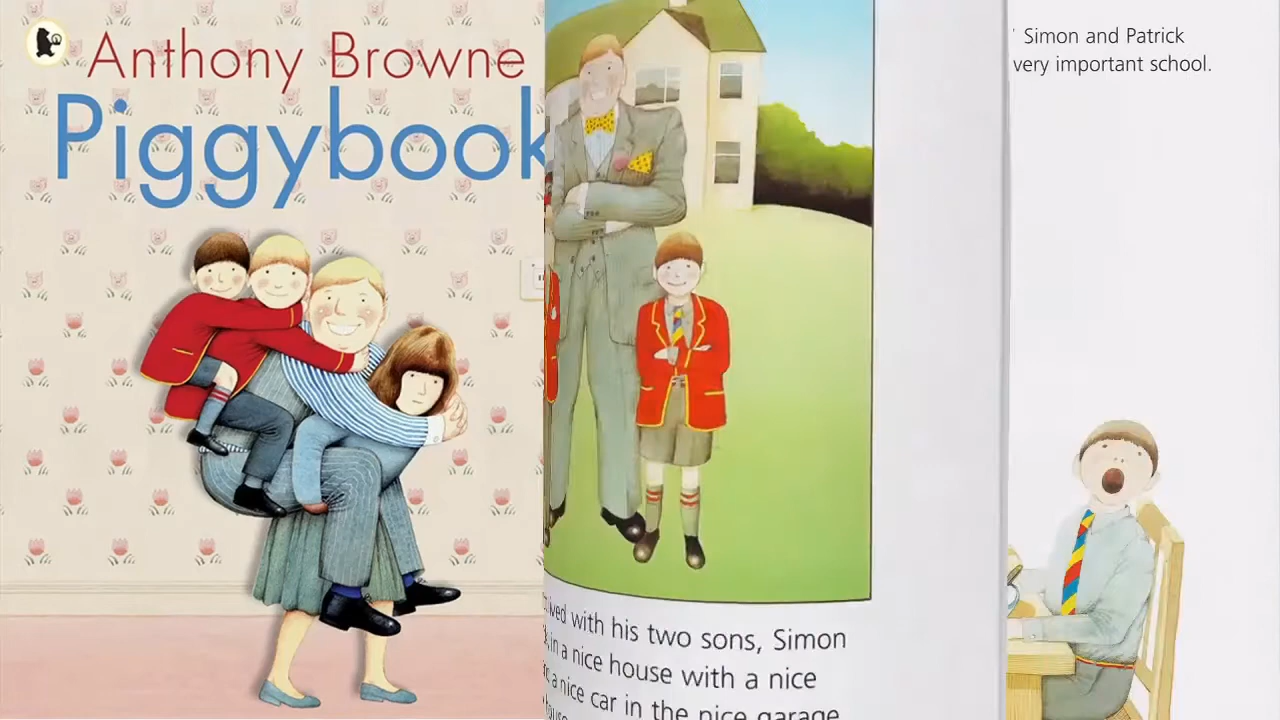 Anthony Browne
Piggybook
Simon and Patrick
very important school.
lived with his two sons, Simon
in a nice house with a nice
a nice car in the nice garage.